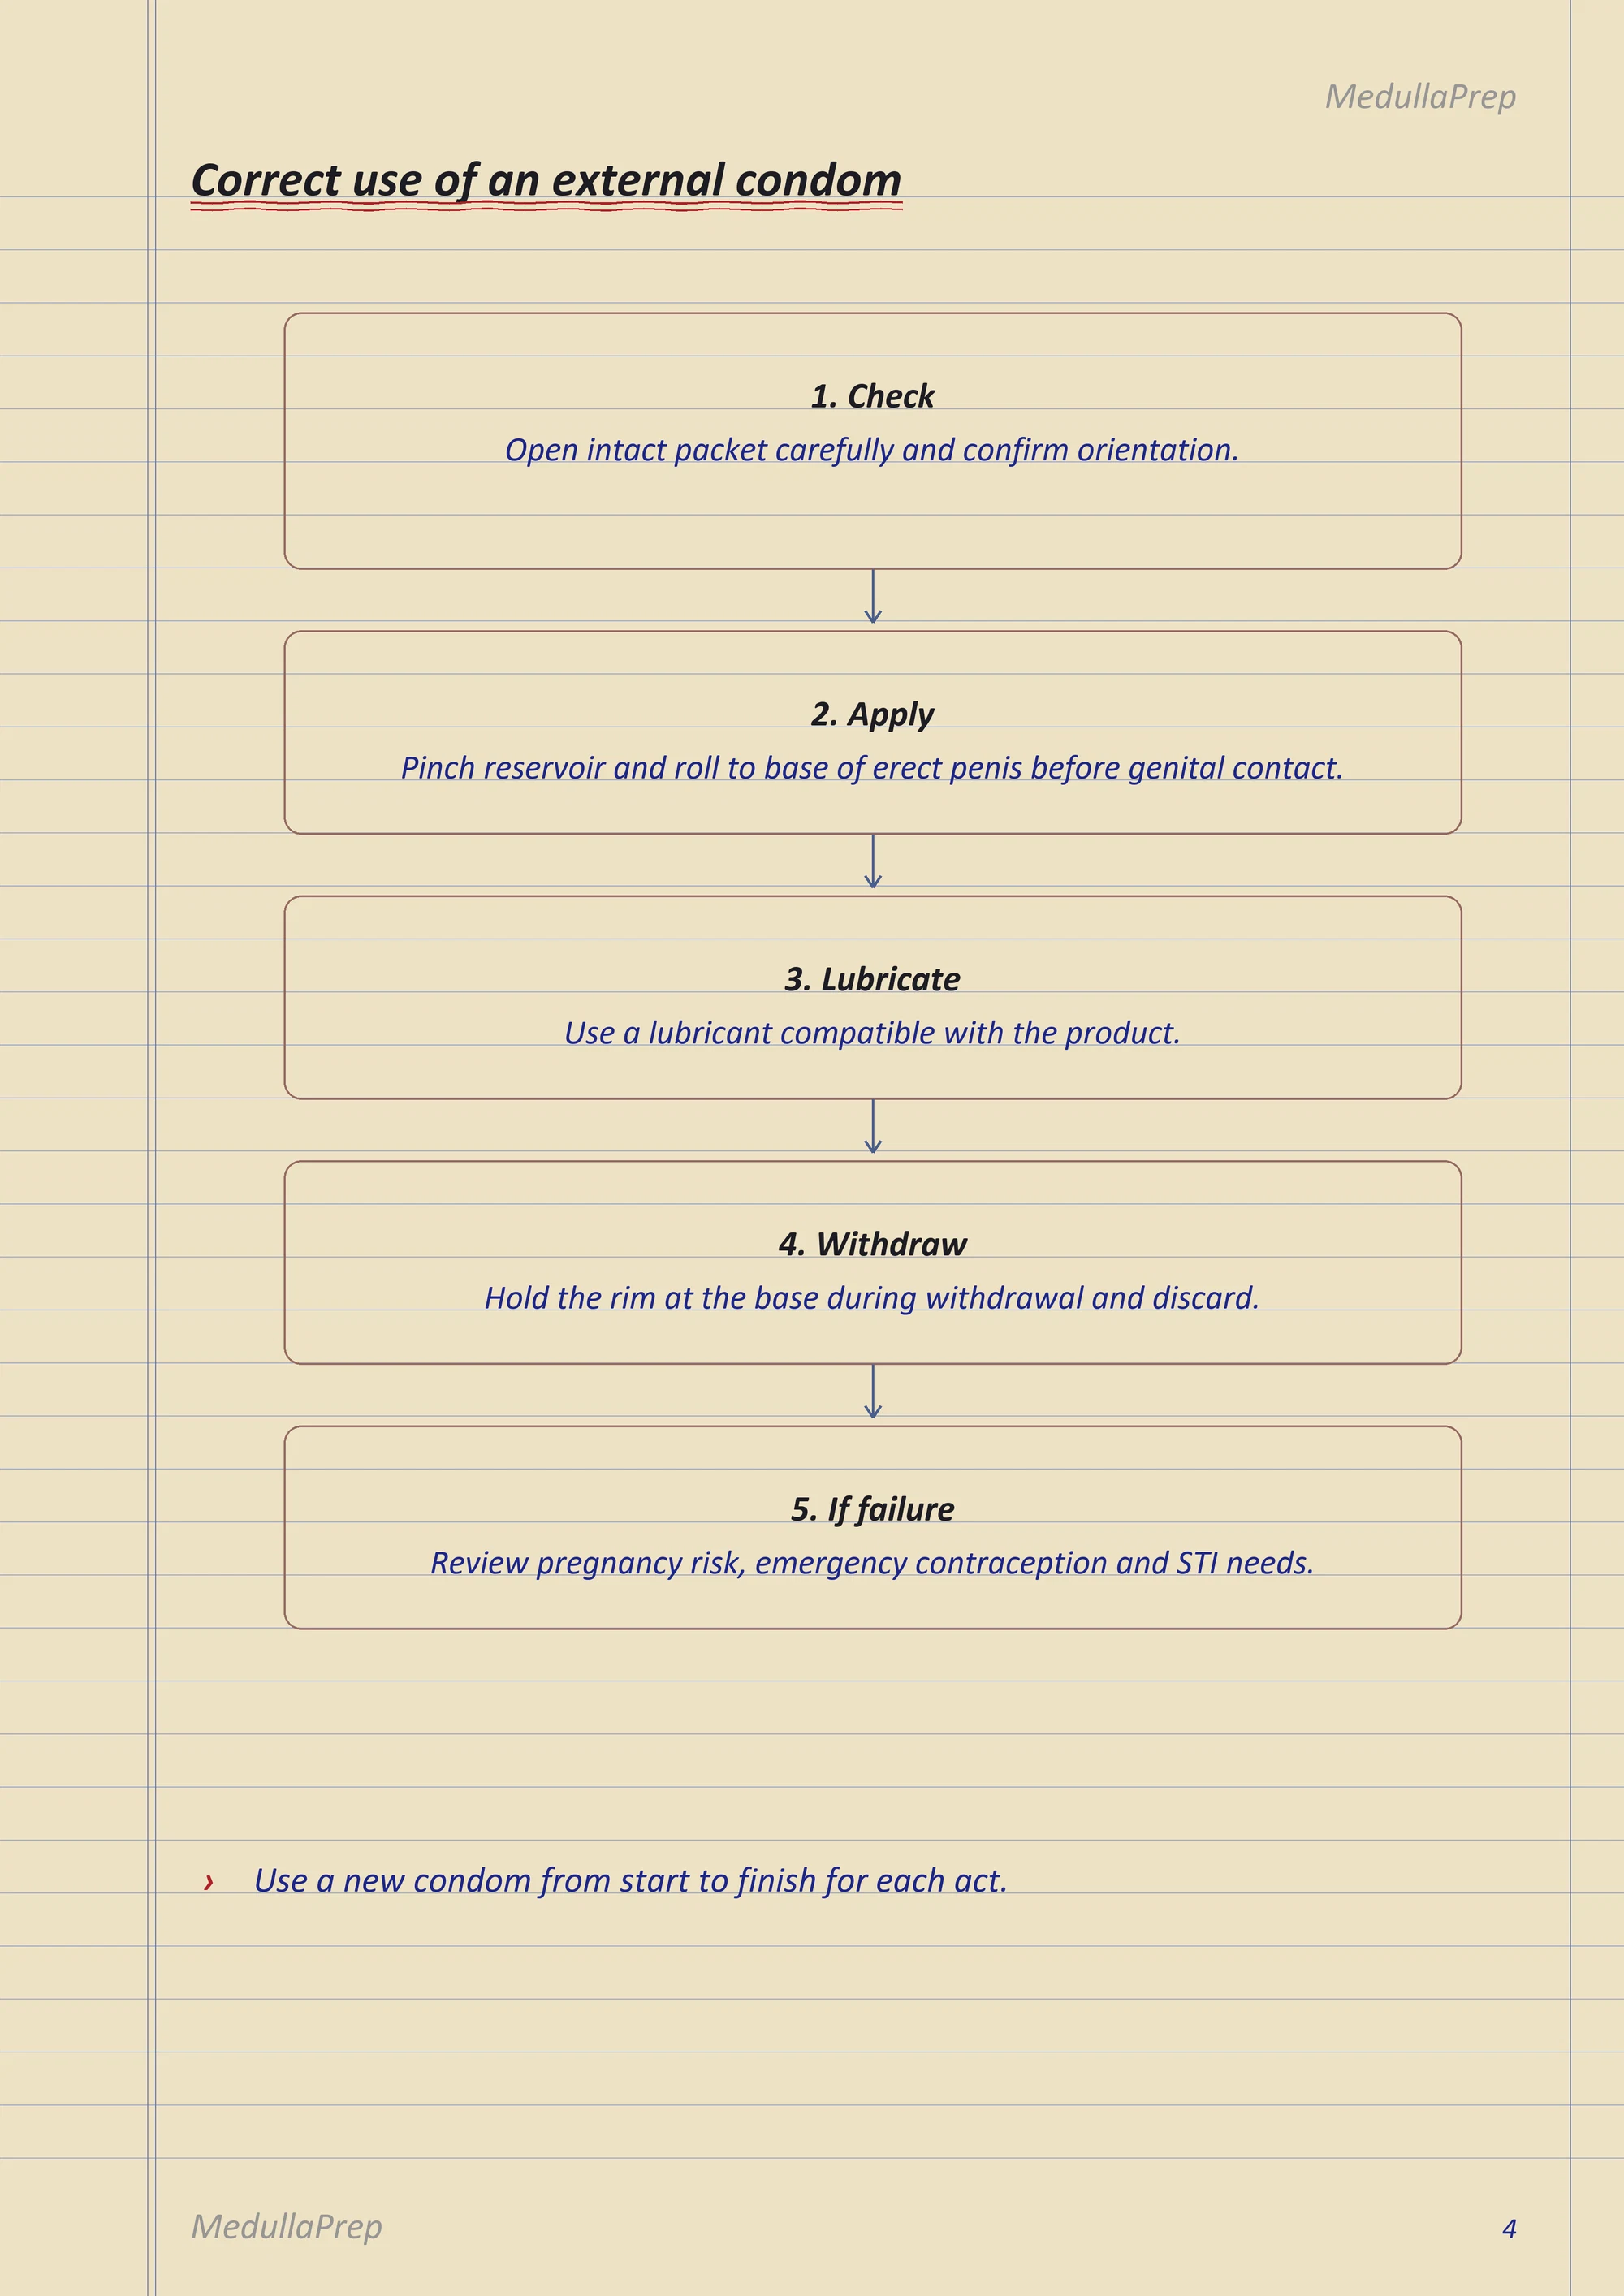 MedullaPrep
Correct use of an external condom
1. Check
Open intact packet carefully and confirm orientation.
2. Apply
Pinch reservoir and roll to base of erect penis before genital contact.
3. Lubricate
Use a lubricant compatible with the product.
4. Withdraw
Hold the rim at the base during withdrawal and discard.
5. If failure
Review pregnancy risk, emergency contraception and STI needs.
› Use a new condom from start to finish for each act.
MedullaPrep
4